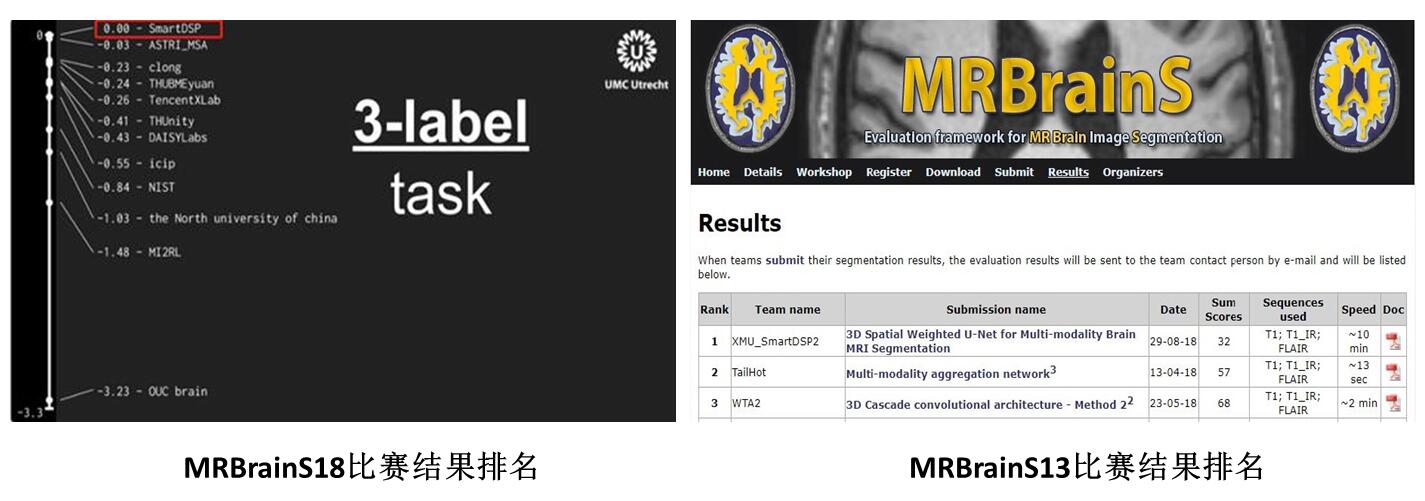 0
0.00 - SmartDSP
-0.03 - ASTRI_MSA
-0.23 - clong
-0.24 - THUBMEyuan
-0.26 - TencentXLab
-0.41 - THUnity
-0.43 - DAISYLabs
-0.55 - icip
-0.84 - NIST
-1.03 - the North university of china
-1.48 - MI2RL
-3.23 - OUC brain
-3.3
UMC Utrecht
3-label
task
MRBrainS18比赛结果排名
MRBrainS
Evaluation framework for MR Brain Image Segmentation
Home Details Workshop Register Download Submit Results Organizers
Results
When teams submit their segmentation results, the evaluation results will be sent to the team contact person by e-mail and will be listed
below.
Rank Team name Submission name Date Sum Scores Sequences used Speed Doc
1 XMU_SmartDSP2 3D Spatial Weighted U-Net for Multi-modality Brain MRI Segmentation 29-08-18 32 T1; T1_IR; FLAIR ~10 min
2 TailHot Multi-modality aggregation network3 13-04-18 57 T1; T1_IR; FLAIR ~13 sec
3 WTA2 3D Cascade convolutional architecture - Method 22 23-05-18 68 T1; T1_IR; FLAIR ~2 min
MRBrainS13比赛结果排名